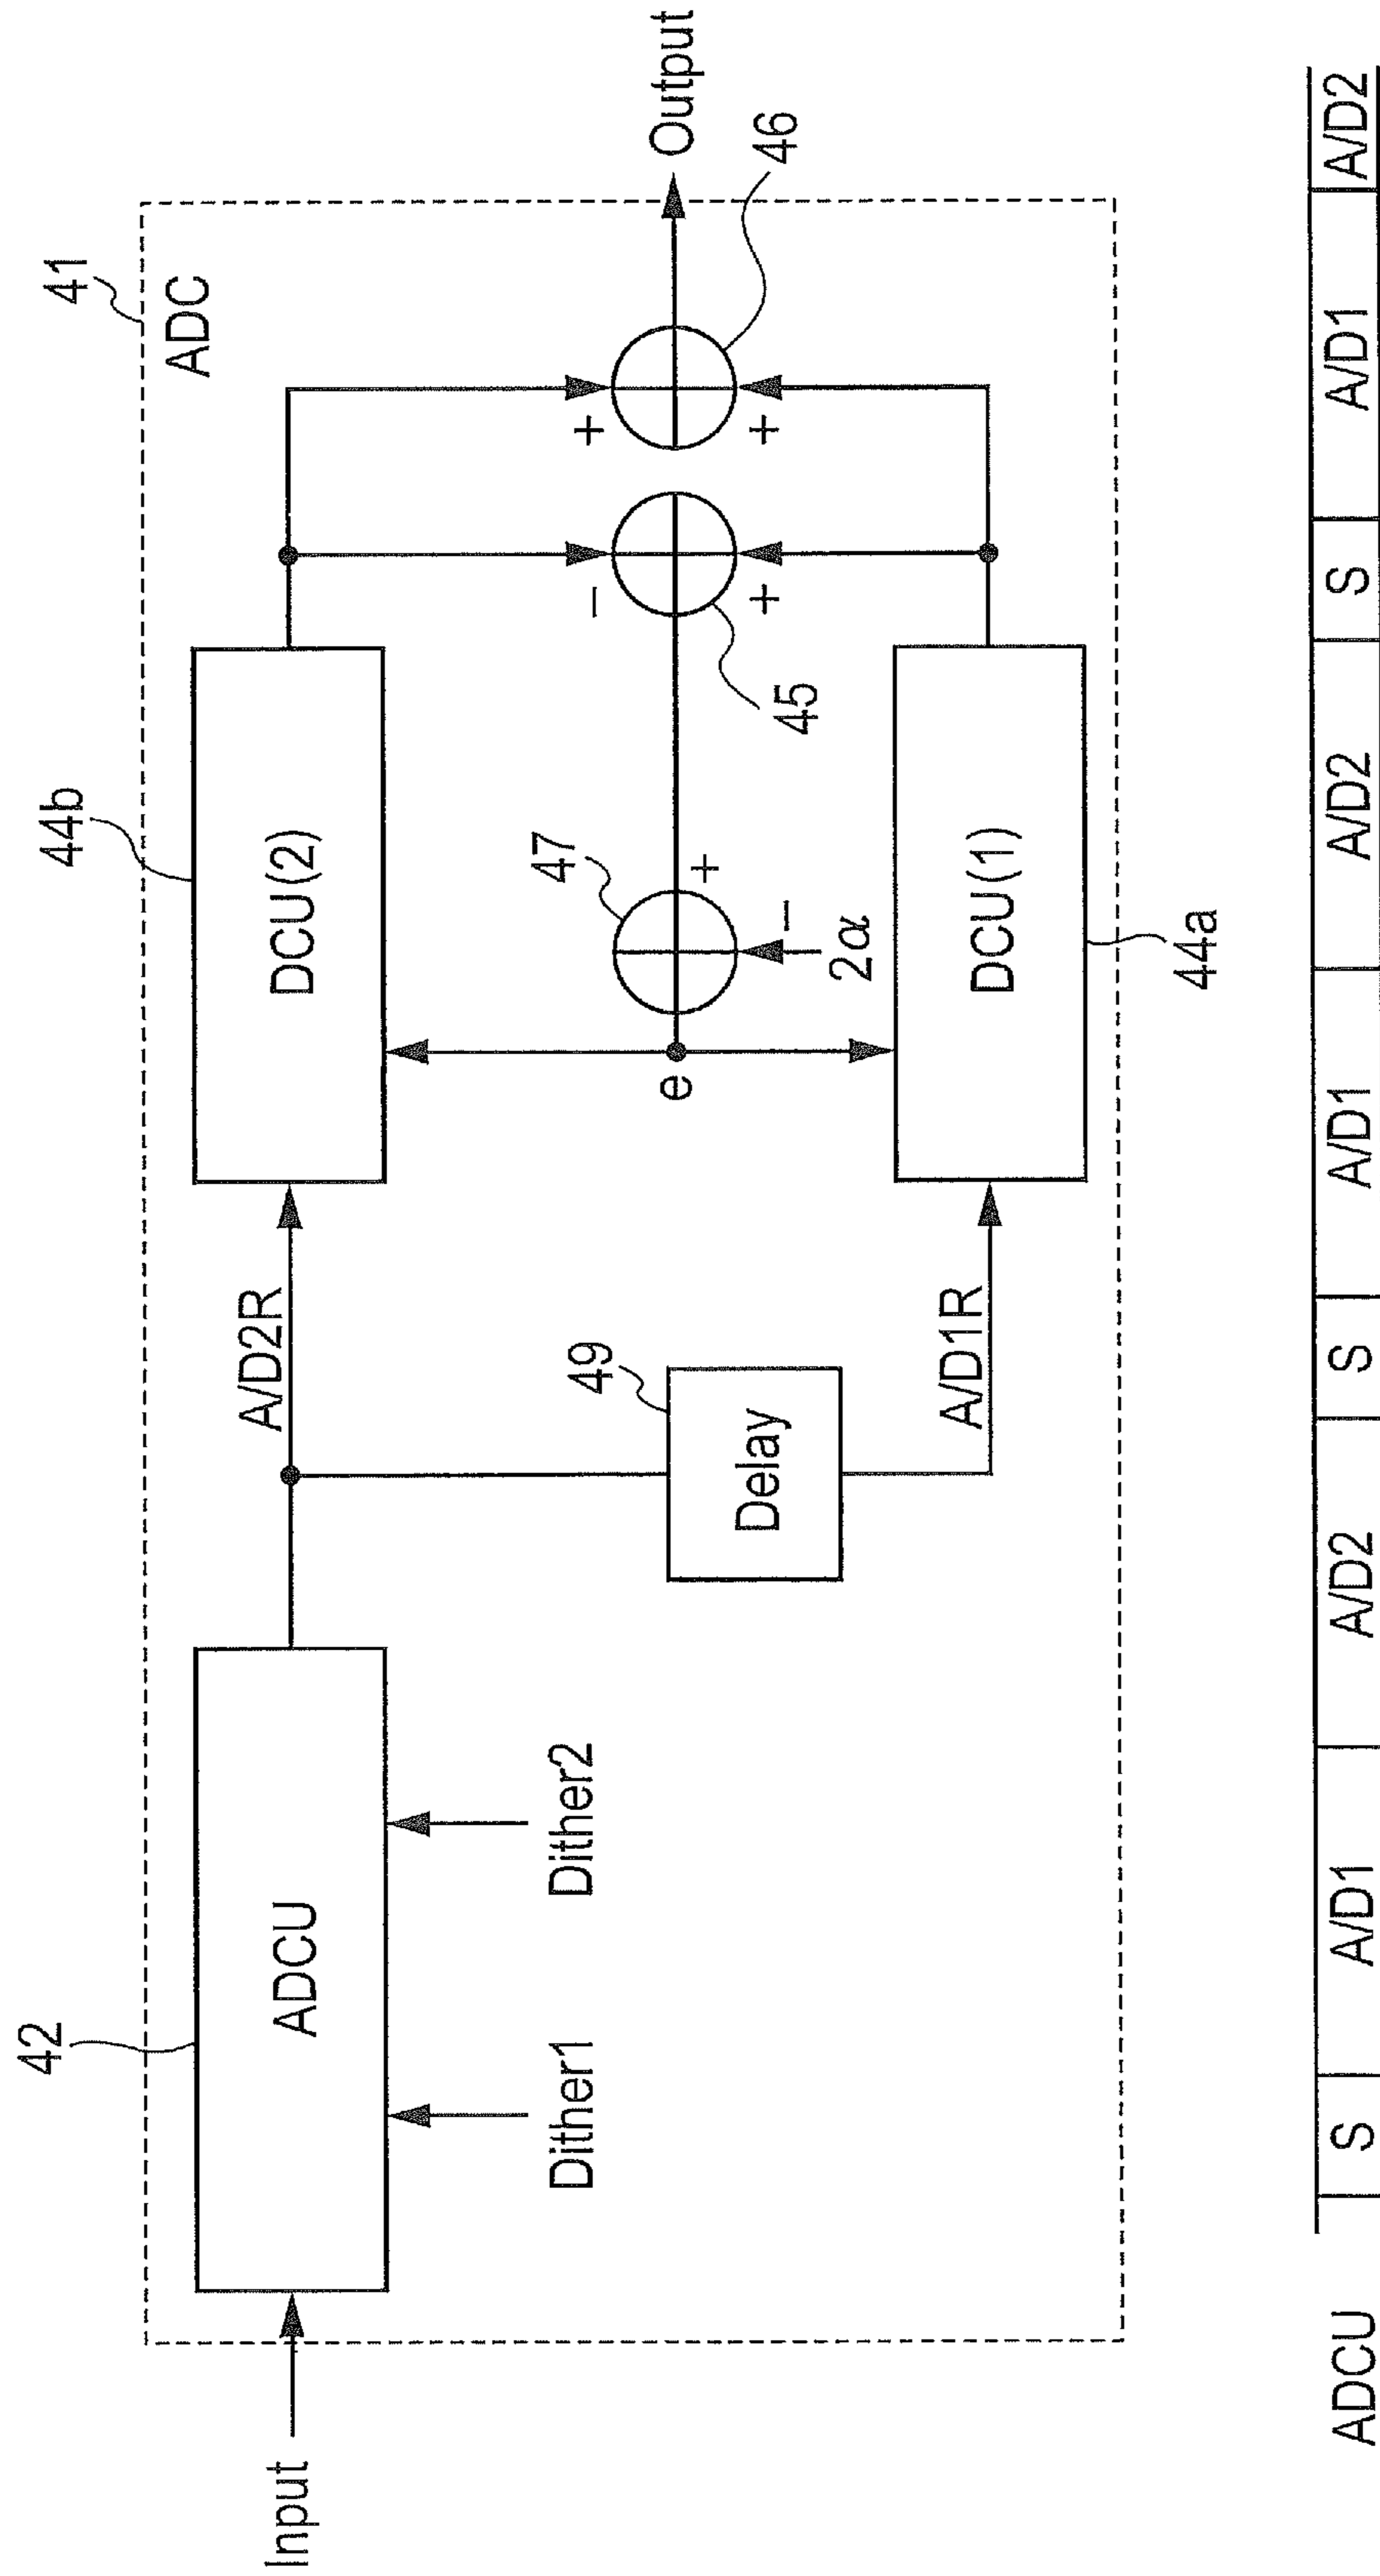 41
ADC
42
44b
Input
ADCU
A/D2R
DCU(2)
Dither1
Dither2
49
Delay
47
+
−
2α
e
−
+
45
+
+
46
Output
A/D1R
DCU(1)
44a
ADCU
S
A/D1
A/D2
S
A/D1
A/D2
S
A/D1
A/D2